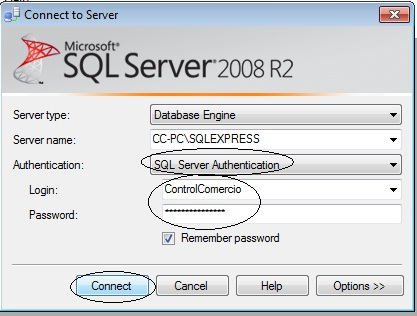 Connect to Server
Microsoft®
SQL Server® 2008 R2
Server type: Database Engine
Server name: CC-PC\SQLEXPRESS
Authentication: SQL Server Authentication
Login: ControlComercio
Password: ***************
Remember password
Connect Cancel Help Options >>